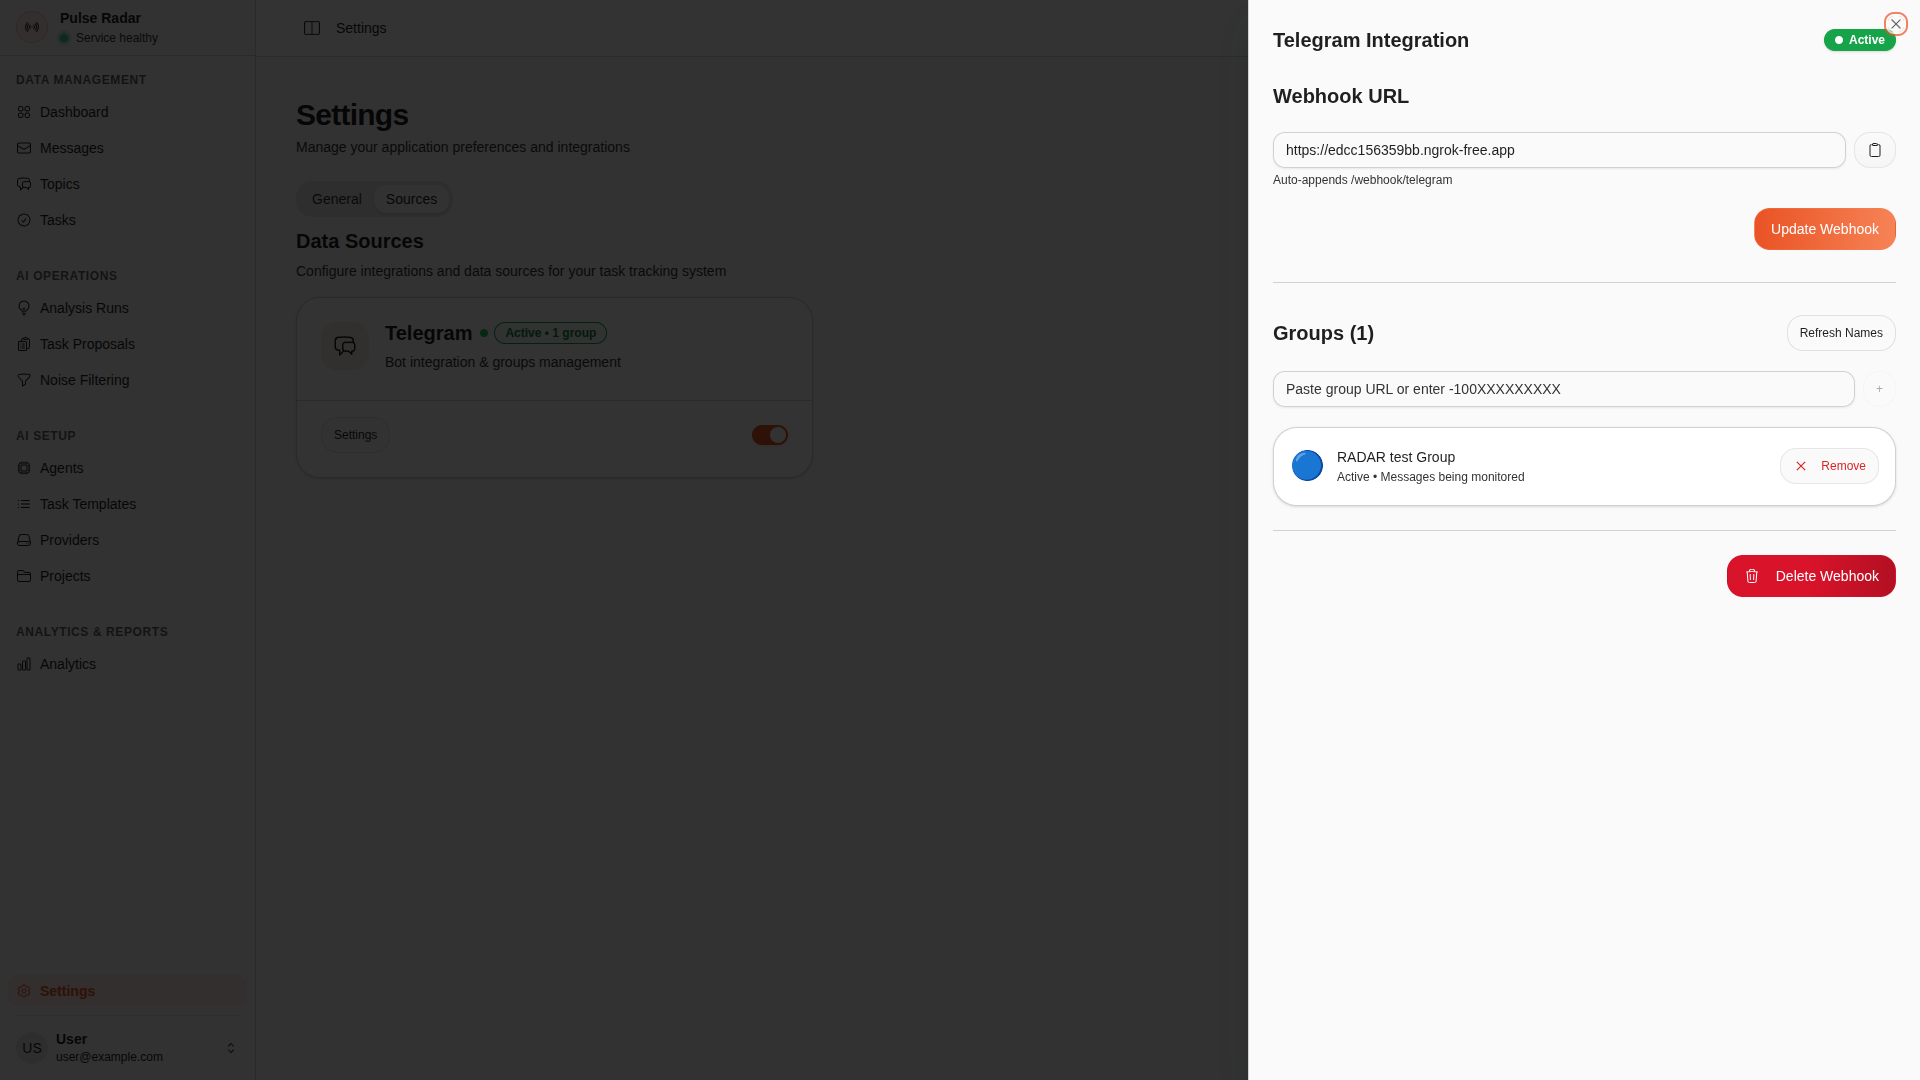 Pulse Radar
Service healthy
DATA MANAGEMENT
Dashboard
Messages
Topics
Tasks
AI OPERATIONS
Analysis Runs
Task Proposals
Noise Filtering
AI SETUP
Agents
Task Templates
Providers
Projects
ANALYTICS & REPORTS
Analytics
Settings
US
User
user@example.com
Settings
Settings
Manage your application preferences and integrations
General
Sources
Data Sources
Configure integrations and data sources for your task tracking system
Telegram
Active • 1 group
Bot integration & groups management
Settings
Telegram Integration
Active
Webhook URL
https://edcc156359bb.ngrok-free.app
Auto-appends /webhook/telegram
Update Webhook
Groups (1)
Refresh Names
Paste group URL or enter -100XXXXXXXXX
+
RADAR test Group
Active • Messages being monitored
Remove
Delete Webhook